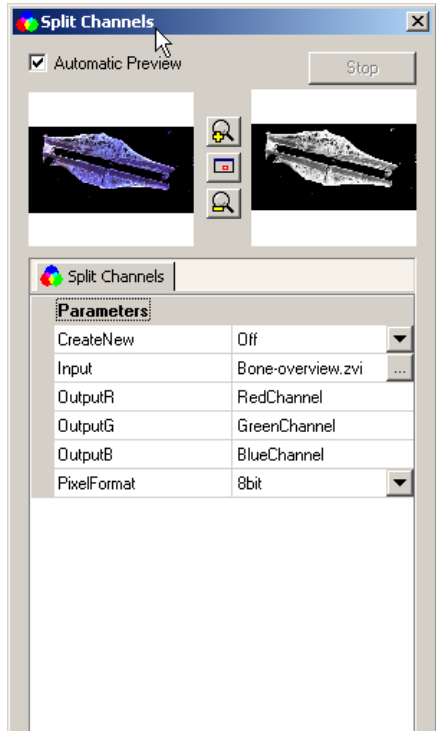 Split Channels
Automatic Preview
Stop
Split Channels
Parameters
CreateNew Off
Input Bone-overview.zvi ...
OutputR RedChannel
OutputG GreenChannel
OutputB BlueChannel
PixelFormat 8bit